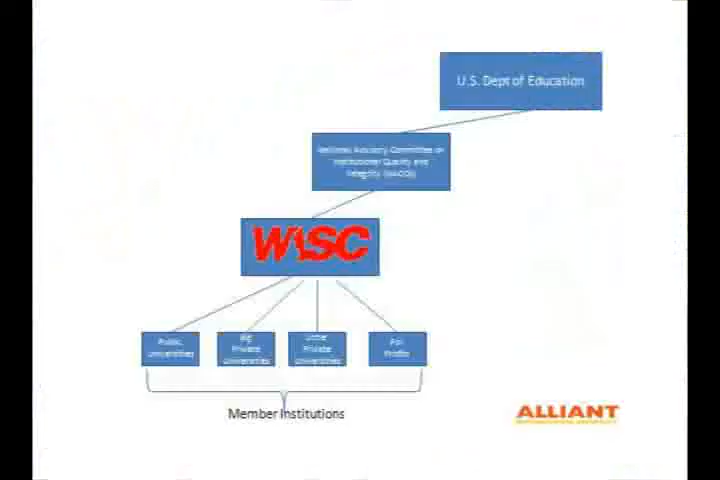 U.S. Dept of Education
National Advisory Committee on
Institutional Quality and
Integrity (NACIQI)
WASC
Public
Universities
Big
Private
Universities
Little
Private
Universities
For
Profits
Member Institutions
ALLIANT